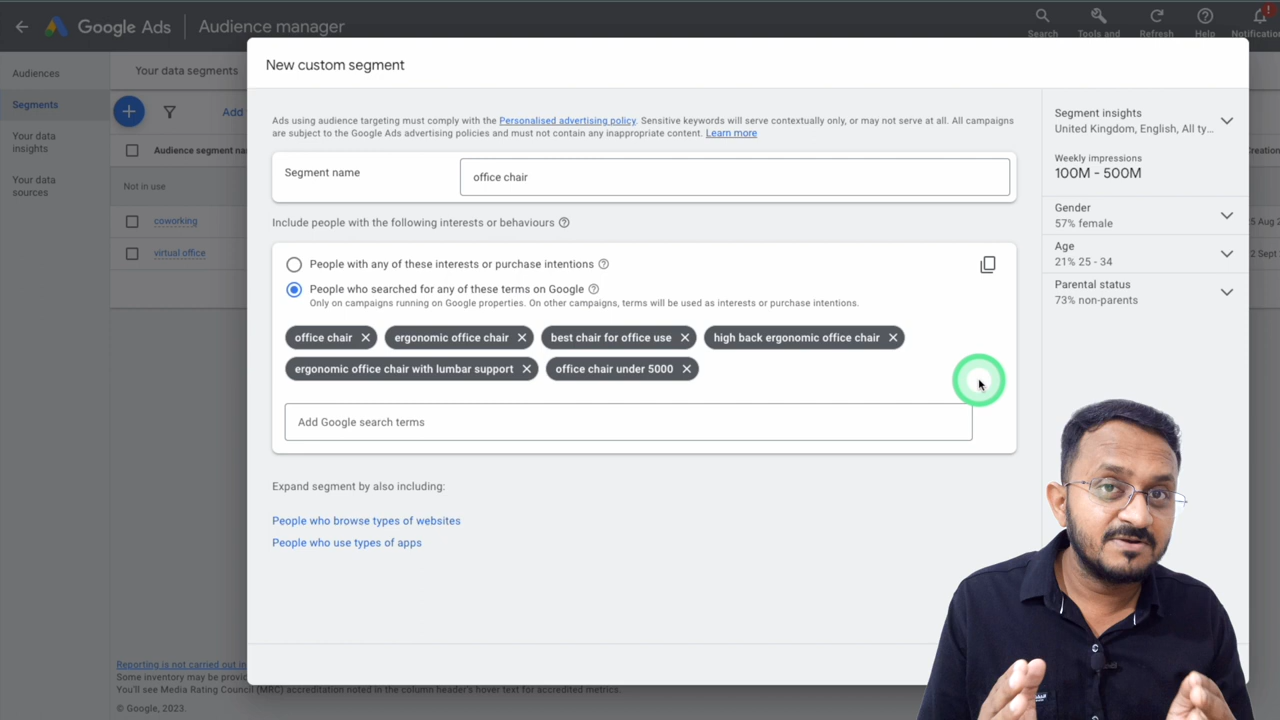 Google Ads
Audience manager
Search
Tools and
Refresh
Help
!
Audiences
Segments
Your data
insights
Your data
sources
Your data segments
Add
Audience segment
Not in use
coworking
virtual office
Reporting is not carried out in
You'll see Media Rating Council (MRC) accreditation noted in the column header's hover text for accredited metrics.
© Google, 2023.
New custom segment
Ads using audience targeting must comply with the Personalised advertising policy. Sensitive keywords will serve contextually only, or may not serve at all. All campaigns
are subject to the Google Ads advertising policies and must not contain any inappropriate content. Learn more
Segment name
office chair
Include people with the following interests or behaviours
People with any of these interests or purchase intentions
People who searched for any of these terms on Google
Only on campaigns running on Google properties. On other campaigns, terms will be used as interests or purchase intentions.
office chair
ergonomic office chair
best chair for office use
high back ergonomic office chair
ergonomic office chair with lumbar support
office chair under 5000
Add Google search terms
Expand segment by also including:
People who browse types of websites
People who use types of apps
Segment insights
United Kingdom, English, All ty...
Weekly impressions
100M - 500M
Gender
57% female
Age
21% 25 - 34
Parental status
73% non-parents